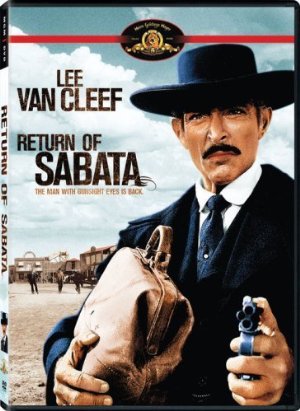 LEE
VAN CLEEF
RETURN OF
SABATA
THE MAN WITH GUNSIGHT EYES IS BACK.
RETURN OF SABATA